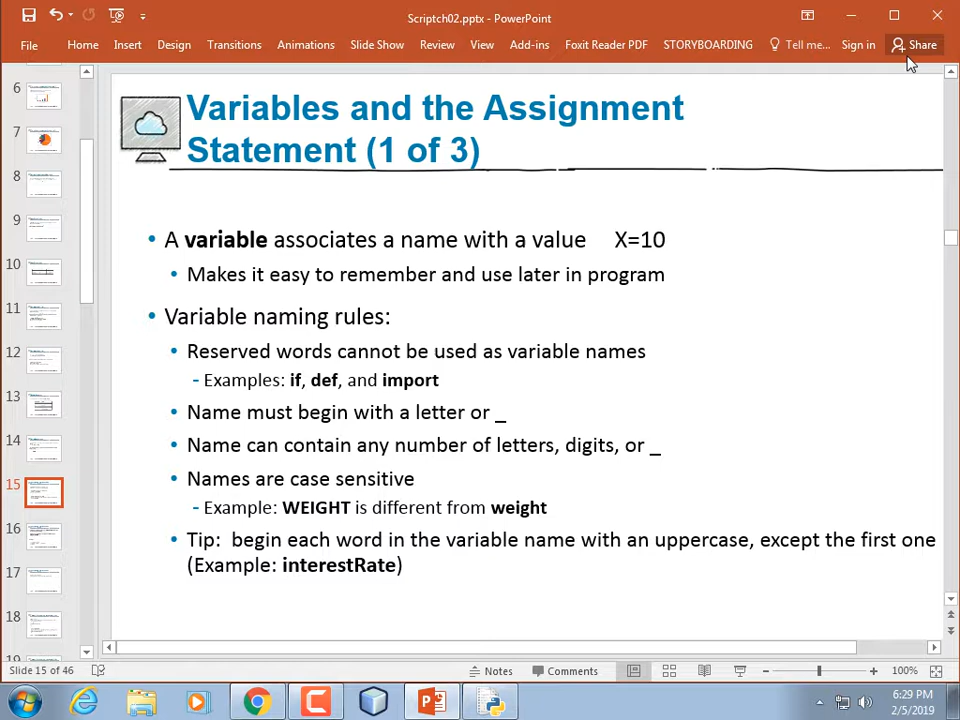 Scriptch02.pptx - PowerPoint
File Home Insert Design Transitions Animations Slide Show Review View Add-ins Foxit Reader PDF STORYBOARDING Tell me... Sign in Share
Variables and the Assignment
Statement (1 of 3)
• A variable associates a name with a value X=10
• Makes it easy to remember and use later in program
• Variable naming rules:
• Reserved words cannot be used as variable names
- Examples: if, def, and import
• Name must begin with a letter or _
• Name can contain any number of letters, digits, or _
• Names are case sensitive
- Example: WEIGHT is different from weight
• Tip: begin each word in the variable name with an uppercase, except the first one
(Example: interestRate)
6
7
8
9
10
11
12
13
14
15
16
17
18
19
Slide 15 of 46 Notes Comments 100%
6:29 PM
2/5/2019